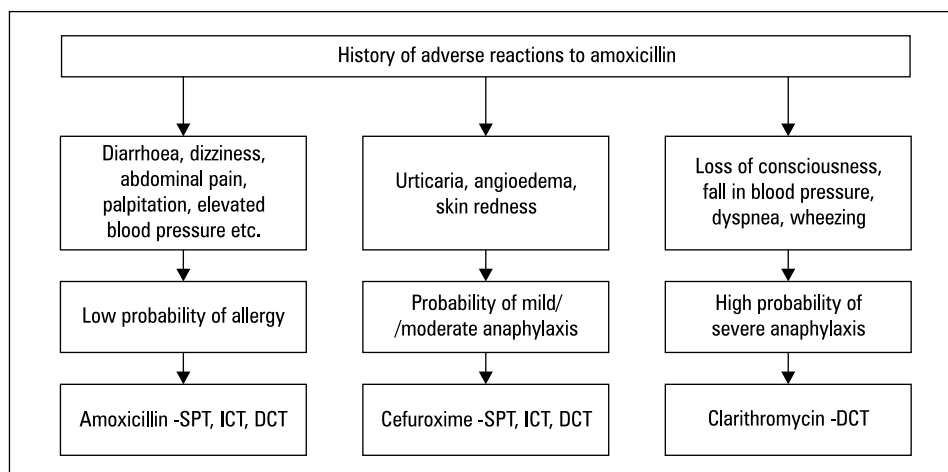 History of adverse reactions to amoxicillin
Diarrhoea, dizziness,
abdominal pain,
palpitation, elevated
blood pressure etc.
Urticaria, angioedema,
skin redness
Loss of consciousness,
fall in blood pressure,
dyspnea, wheezing
Low probability of allergy
Probability of mild/
/moderate anaphylaxis
High probability of
severe anaphylaxis
Amoxicillin -SPT, ICT, DCT
Cefuroxime -SPT, ICT, DCT
Clarithromycin -DCT